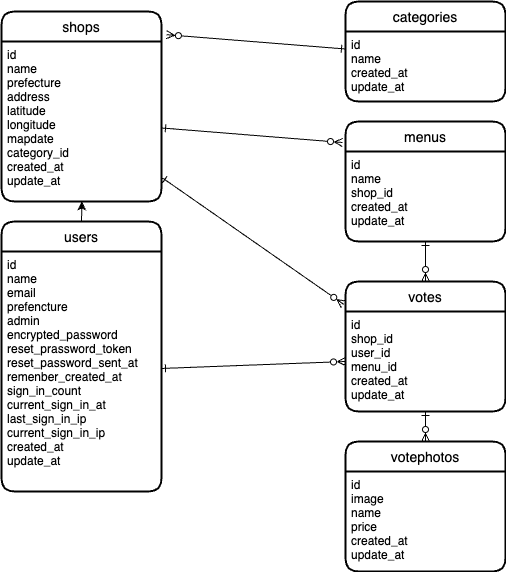 shops
id
name
prefecture
address
latitude
longitude
mapdate
category_id
created_at
update_at
categories
id
name
created_at
update_at
menus
id
name
shop_id
created_at
update_at
users
id
name
email
prefencture
admin
encrypted_password
reset_prassword_token
reset_password_sent_at
remenber_created_at
sign_in_count
current_sign_in_at
last_sign_in_ip
current_sign_in_ip
created_at
update_at
votes
id
shop_id
user_id
menu_id
created_at
update_at
votephotos
id
image
name
price
created_at
update_at